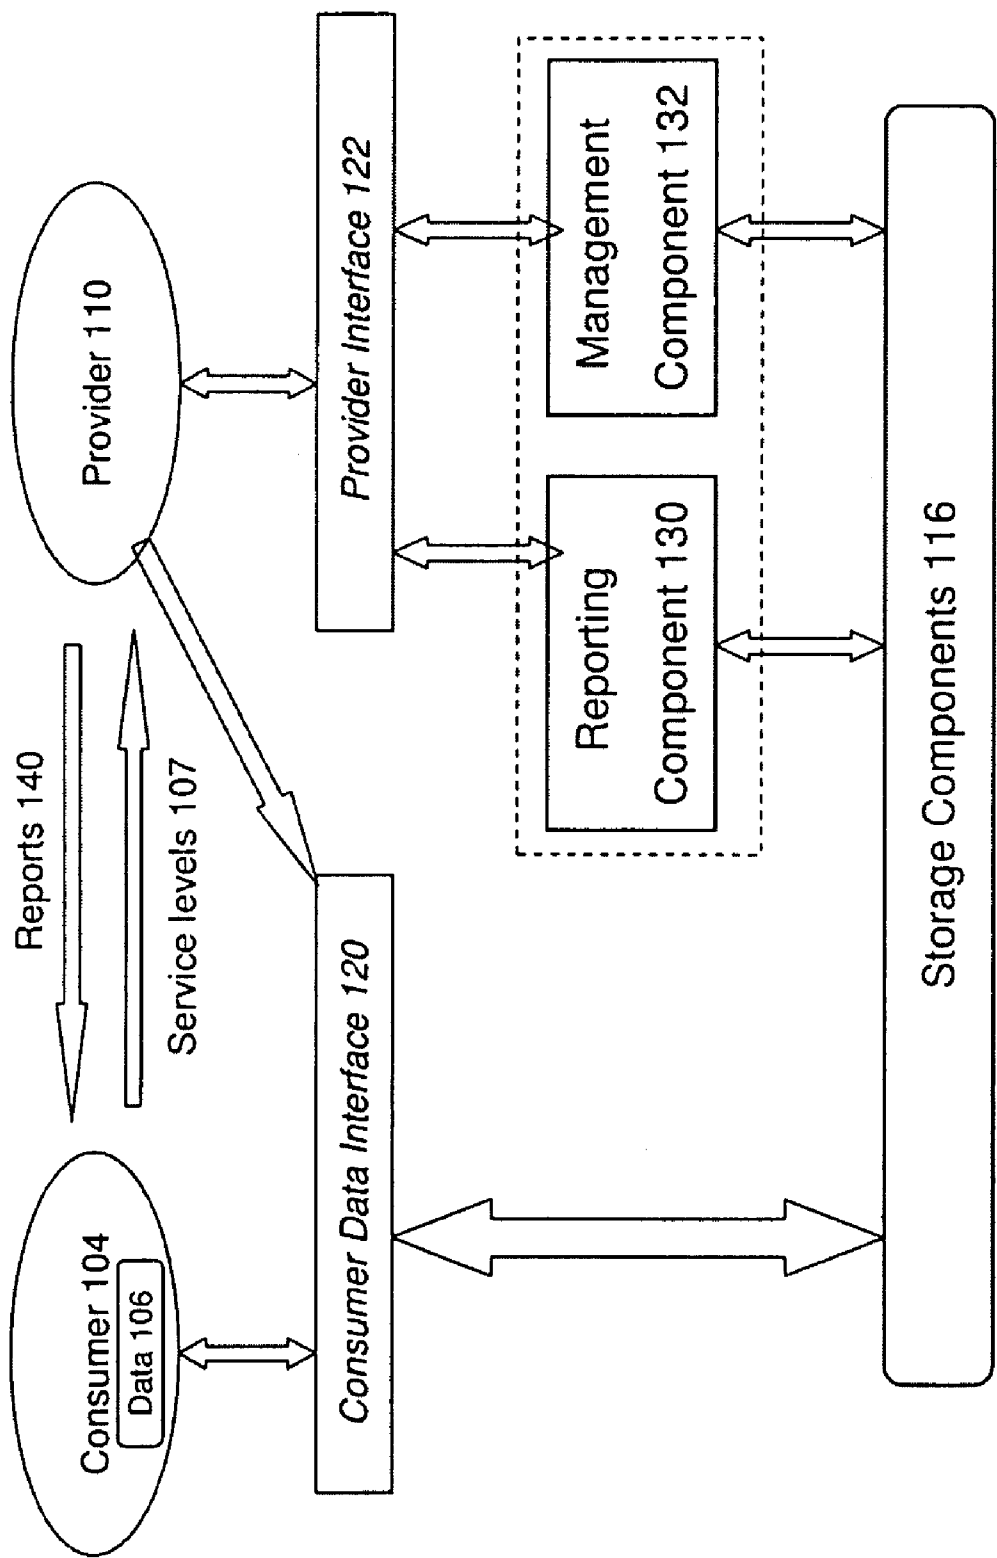 Reports 140
Service levels 107
Consumer 104
Data 106
Provider 110
Consumer Data Interface 120
Provider Interface 122
Reporting
Component 130
Management
Component 132
Storage Components 116